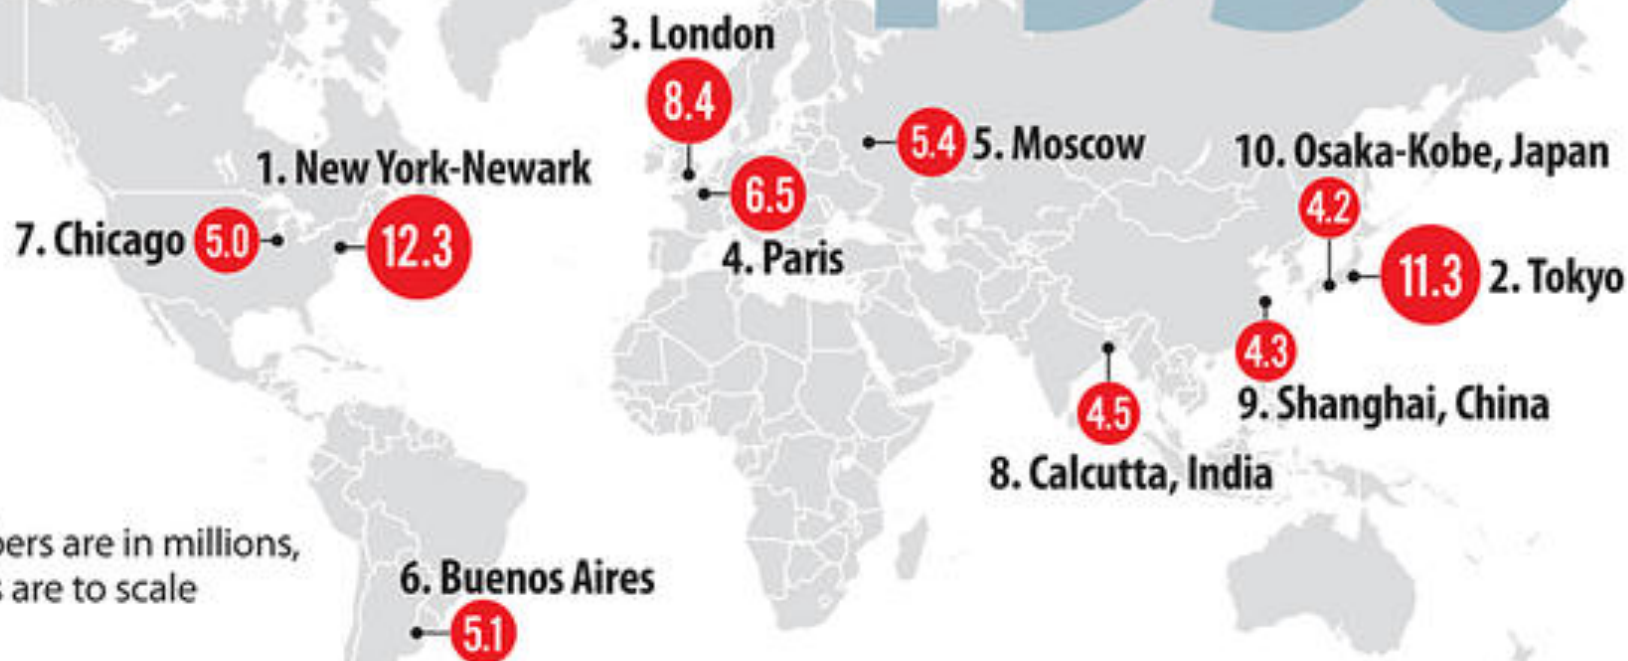 3. London
8.4
5.4 5. Moscow
10. Osaka-Kobe, Japan
4.2
1. New York-Newark
12.3
7. Chicago 5.0
6.5
4. Paris
11.3 2. Tokyo
4.3
9. Shanghai, China
4.5
8. Calcutta, India
are in millions,
are to scale
6. Buenos Aires
5.1